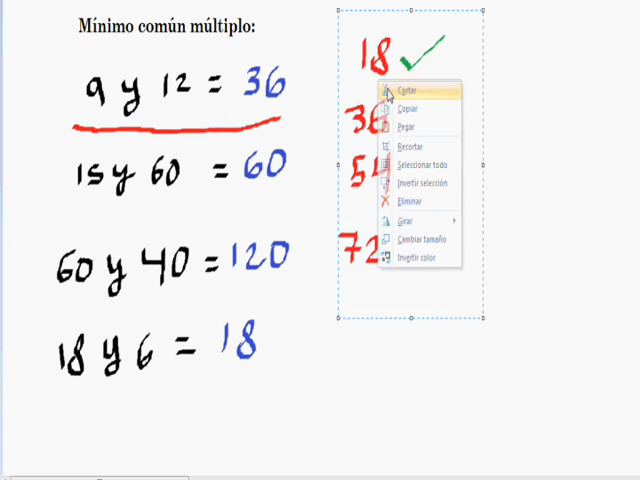 Mínimo común múltiplo:
9 y 12 = 36
15 y 60 = 60
60 y 40 = 120
18 y 6 = 18
18
36
54
72
Cortar
Copiar
Pegar
Recortar
Seleccionar todo
Invertir selección
Eliminar
Girar
Cambiar tamaño
Invertir color